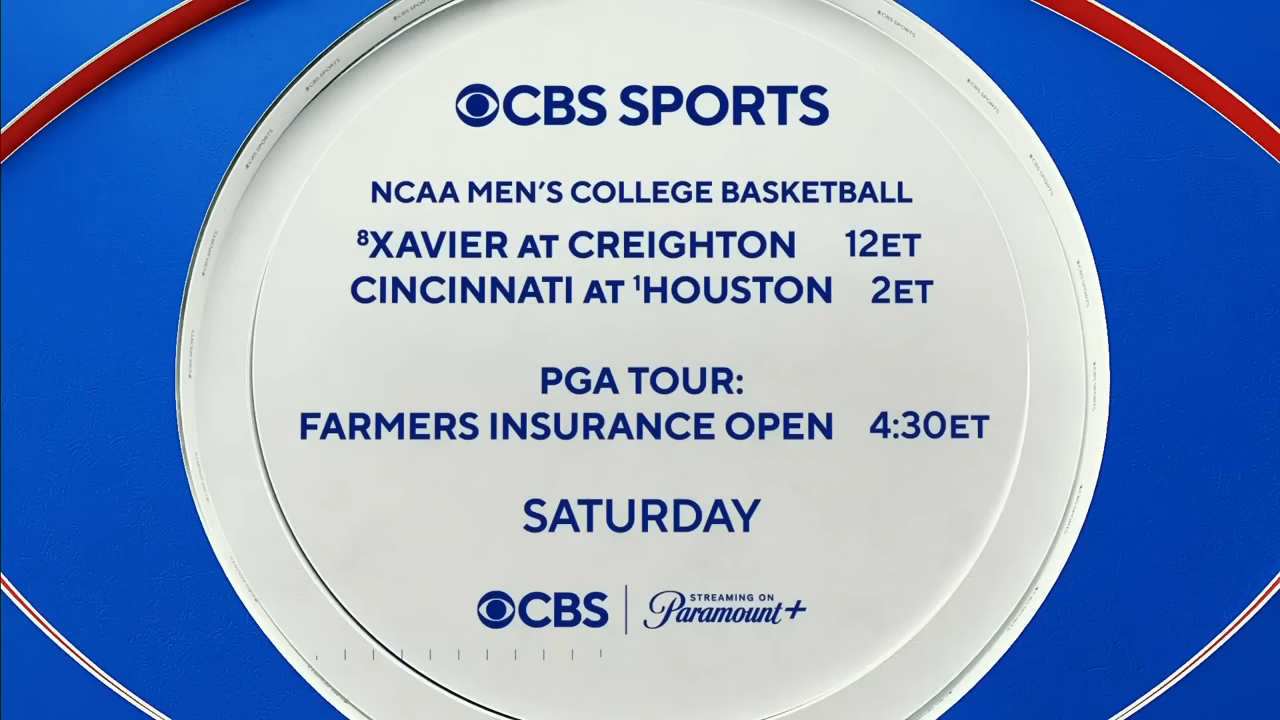 CBS SPORTS
NCAA MEN'S COLLEGE BASKETBALL
⁸XAVIER AT CREIGHTON 12ET
CINCINNATI AT ¹HOUSTON 2ET
PGA TOUR:
FARMERS INSURANCE OPEN 4:30ET
SATURDAY
CBS | STREAMING ON Paramount+